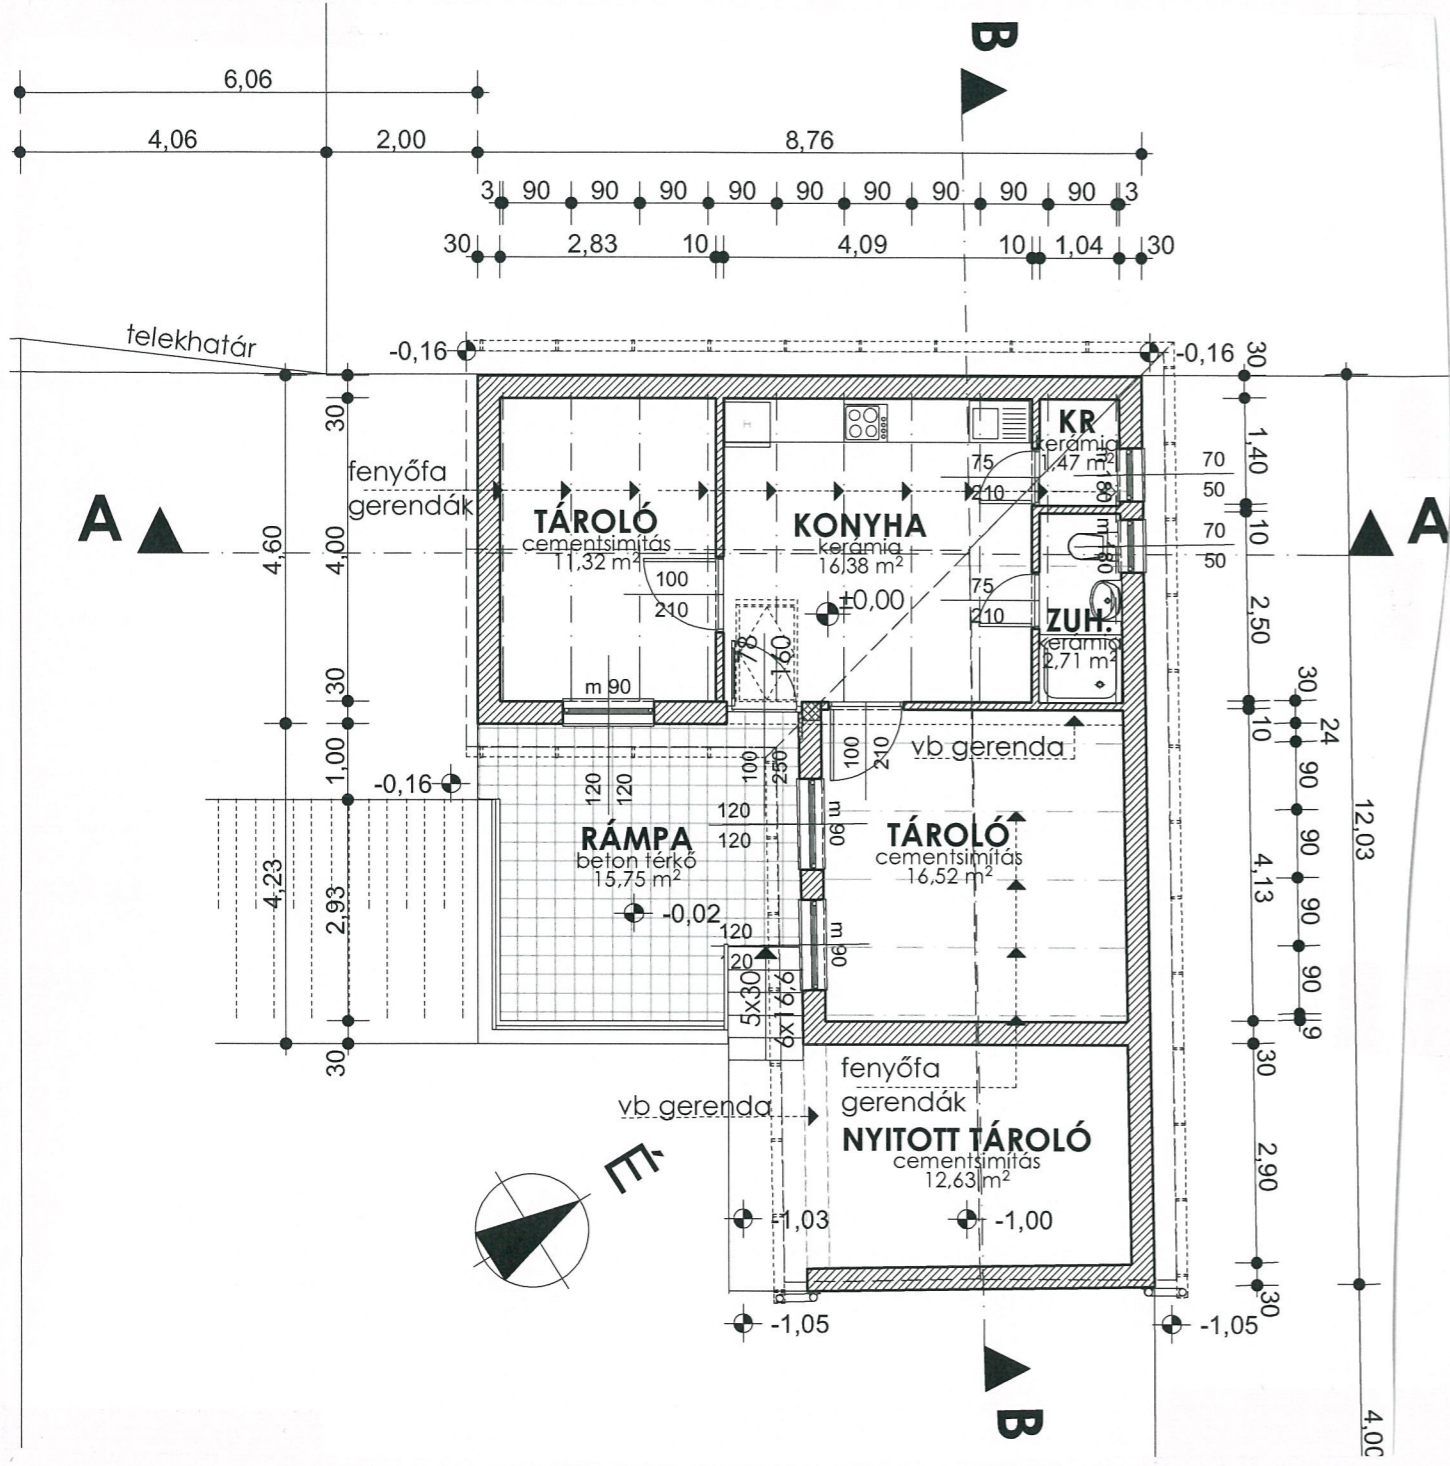 B
6,06
4,06 2,00 8,76
3 90 90 90 90 90 90 90 90 90 3
30 2,83 10 4,09 10 1,04 30
telekhatár
-0,16
-0,16
30
30
KR
kerámia
1,47 m²
m 180
1,40
75
210
70
50
fenyőfa
gerendák
A
A
TÁROLÓ
cementsimítás
11,32 m²
KONYHA
kerámia
16,38 m²
±0,00
H
70
50
10
4,60
4,00
100
210
75
210
ZUH.
kerámia
2,71 m²
2,50
78
160
m 90
30
30
10
24
vb gerenda
100
210
100
250
120
120
1,00
-0,16
90
RÁMPA
beton térkő
15,75 m²
-0,02
120
120
m 90
TÁROLÓ
cementsimítás
16,52 m²
90
12,03
4,23
2,93
4,13
90
120
m 90
90
5x30
6x16,6
9
30
30
fenyőfa
gerendák
vb gerenda
NYITOTT TÁROLÓ
cementsimítás
12,63 m²
2,90
É
-1,03
-1,00
30
-1,05
-1,05
B
4,00